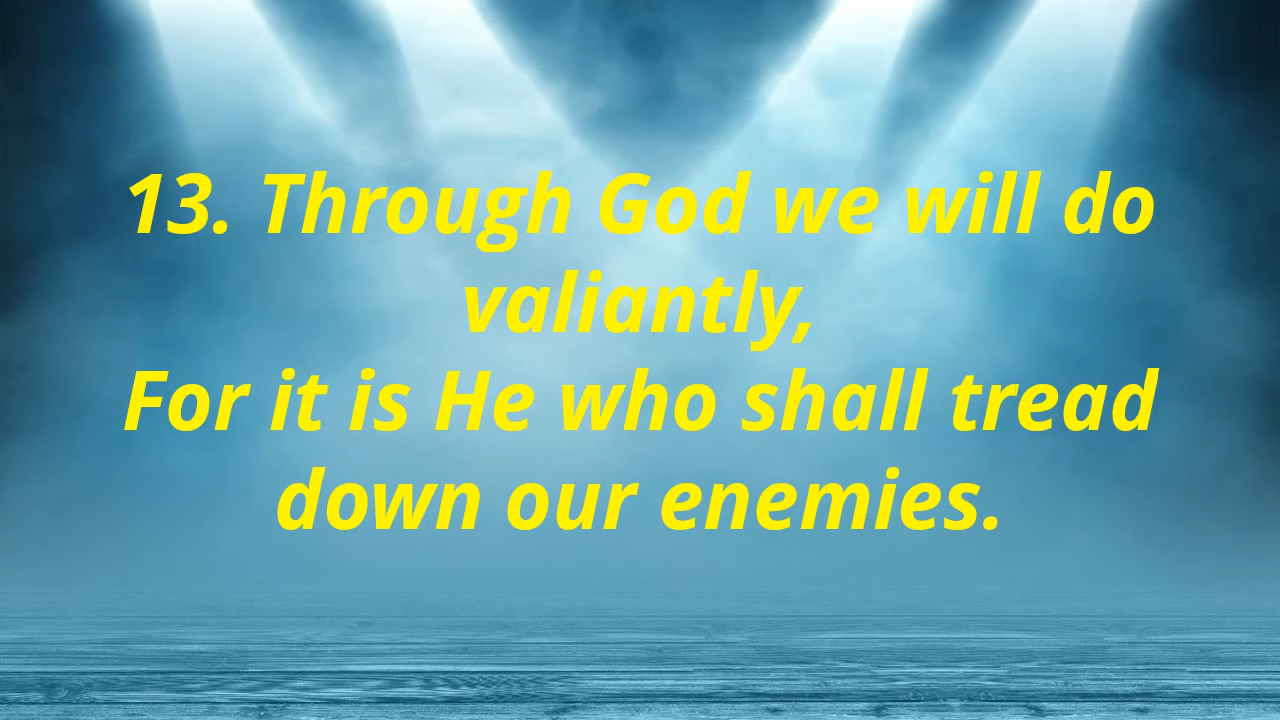 13. Through God we will do
valiantly,
For it is He who shall tread
down our enemies.